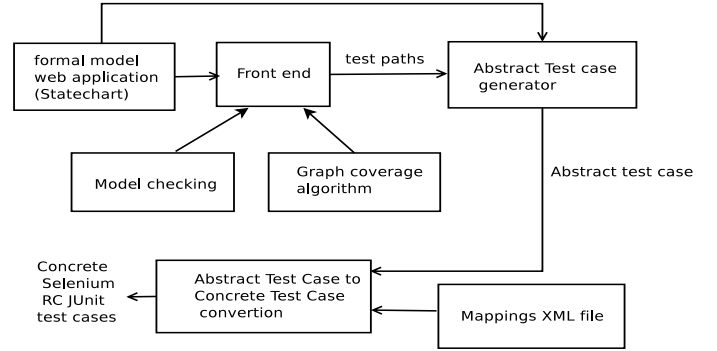 formal model
web application
(Statechart)
Front end
test paths
Abstract Test case
generator
Model checking
Graph coverage
algorithm
Abstract test case
Concrete
Selenium
RC JUnit
test cases
Abstract Test Case to
Concrete Test Case
convertion
Mappings XML file